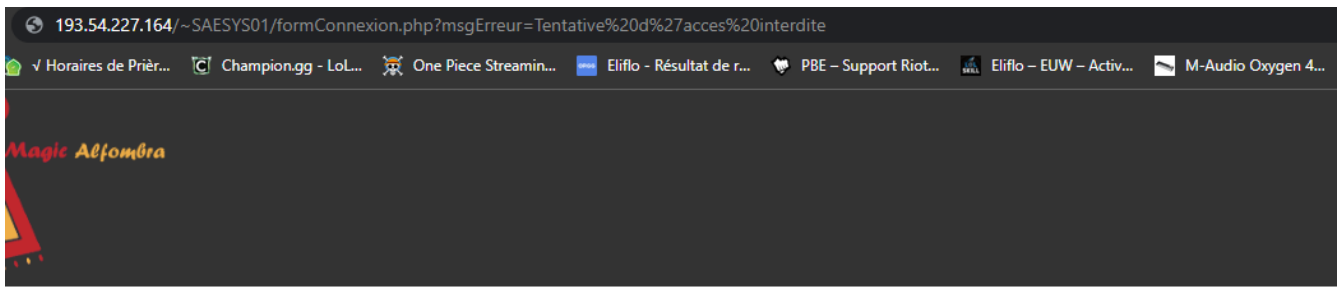 193.54.227.164/~SAESYS01/formConnexion.php?msgErreur=Tentative%20d%27acces%20interdite
√ Horaires de Prièr... Champion.gg - LoL... One Piece Streamin... Eliflo - Résultat de r... PBE – Support Riot... Eliflo – EUW – Activ... M-Audio Oxygen 4...
Magic Alfombra